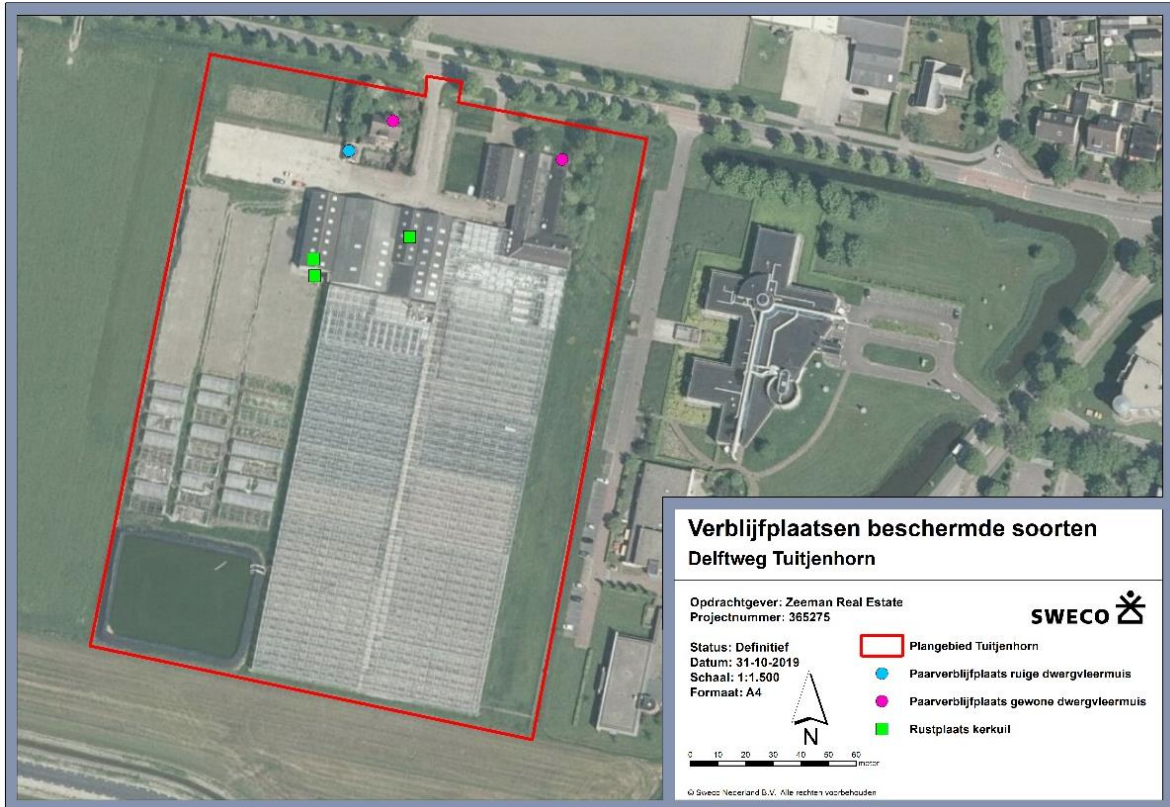 Verblijfplaatsen beschermde soorten
Delftweg Tuitjenhorn
Opdrachtgever: Zeeman Real Estate
Projectnummer: 365275
SWECO
Status: Definitief
Datum: 31-10-2019
Schaal: 1:1.500
Formaat: A4
Plangebied Tuitjenhorn
Paarverblijfplaats ruige dwergvleermuis
Paarverblijfplaats gewone dwergvleermuis
Rustplaats kerkuil
N
0 10 20 30 40 50 60
meter
© Sweco Nederland B.V. Alle rechten voorbehouden